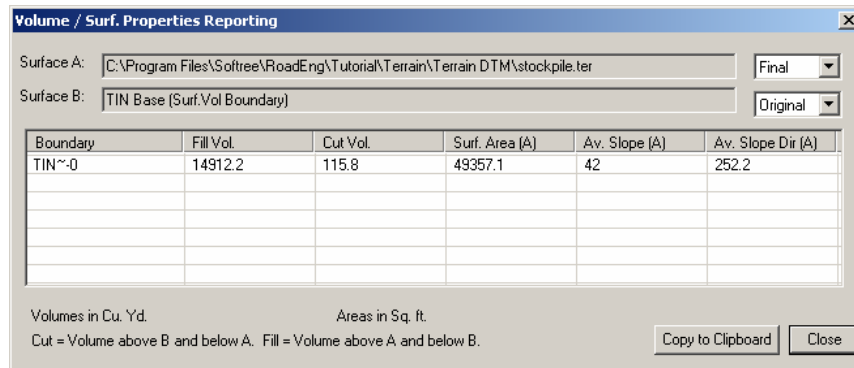 Volume / Surf. Properties Reporting
Surface A: C:\Program Files\Softree\RoadEng\Tutorial\Terrain\Terrain DTM\stockpile.ter Final
Surface B: TIN Base (Surf.Vol Boundary) Original
Boundary Fill Vol. Cut Vol. Surf. Area (A) Av. Slope (A) Av. Slope Dir (A)
TIN~-0 14912.2 115.8 49357.1 42 252.2
Volumes in Cu. Yd. Areas in Sq. ft.
Cut = Volume above B and below A. Fill = Volume above A and below B. Copy to Clipboard Close